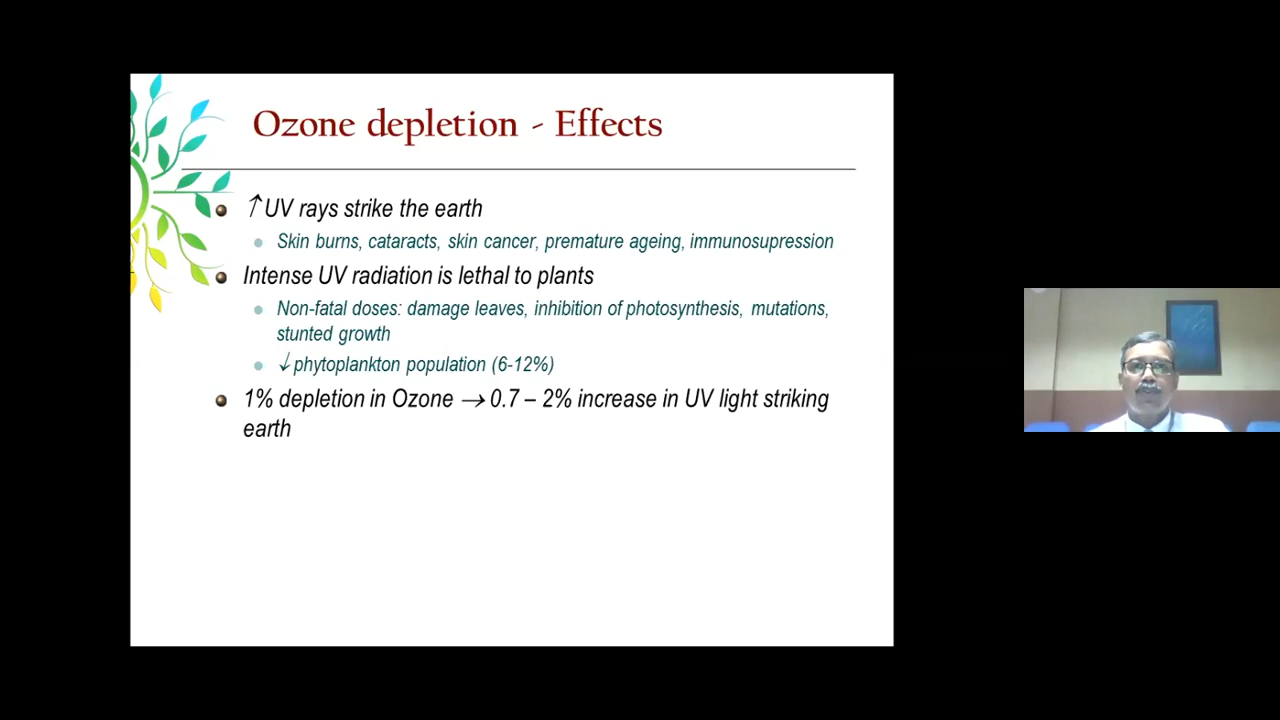 Ozone depletion - Effects
↑ UV rays strike the earth
Skin burns, cataracts, skin cancer, premature ageing, immunosupression
Intense UV radiation is lethal to plants
Non-fatal doses: damage leaves, inhibition of photosynthesis, mutations,
stunted growth
↓ phytoplankton population (6-12%)
1% depletion in Ozone → 0.7 – 2% increase in UV light striking
earth